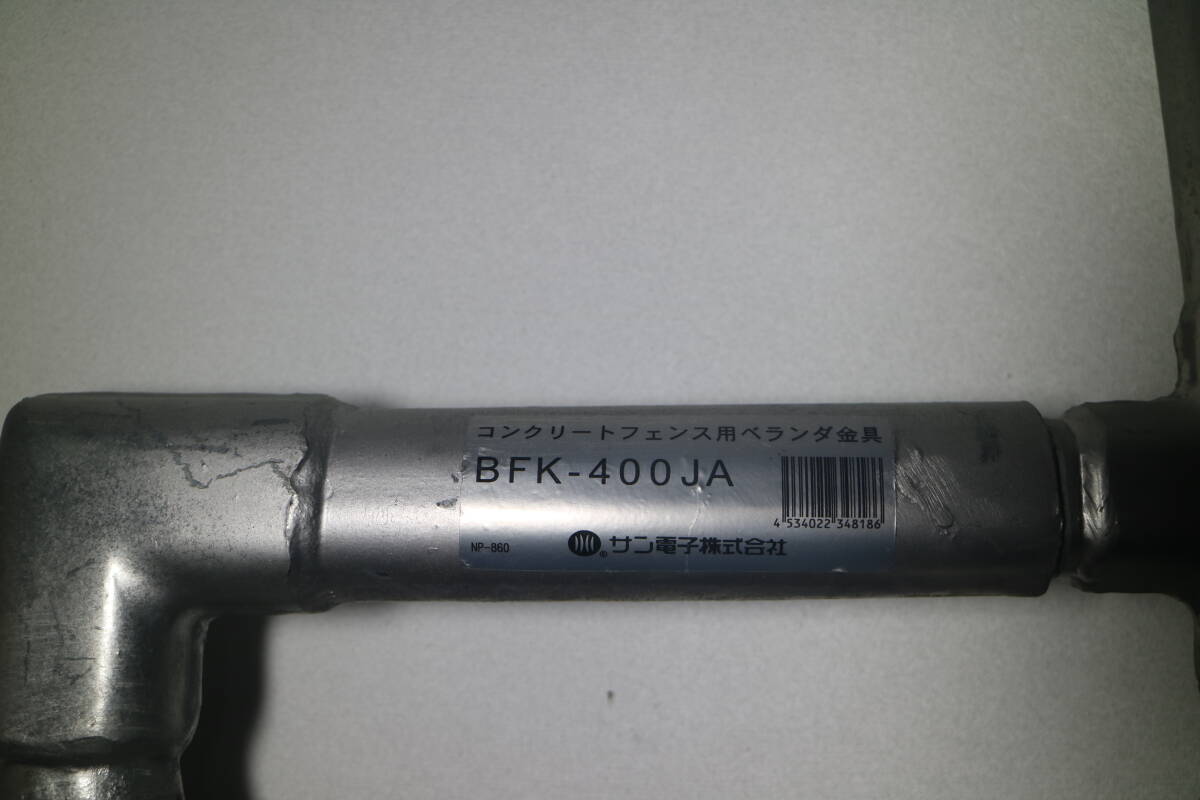 コンクリートフェンス用ベランダ金具
BFK-400JA
4 534022 348186
NP-860
® サン電子株式会社